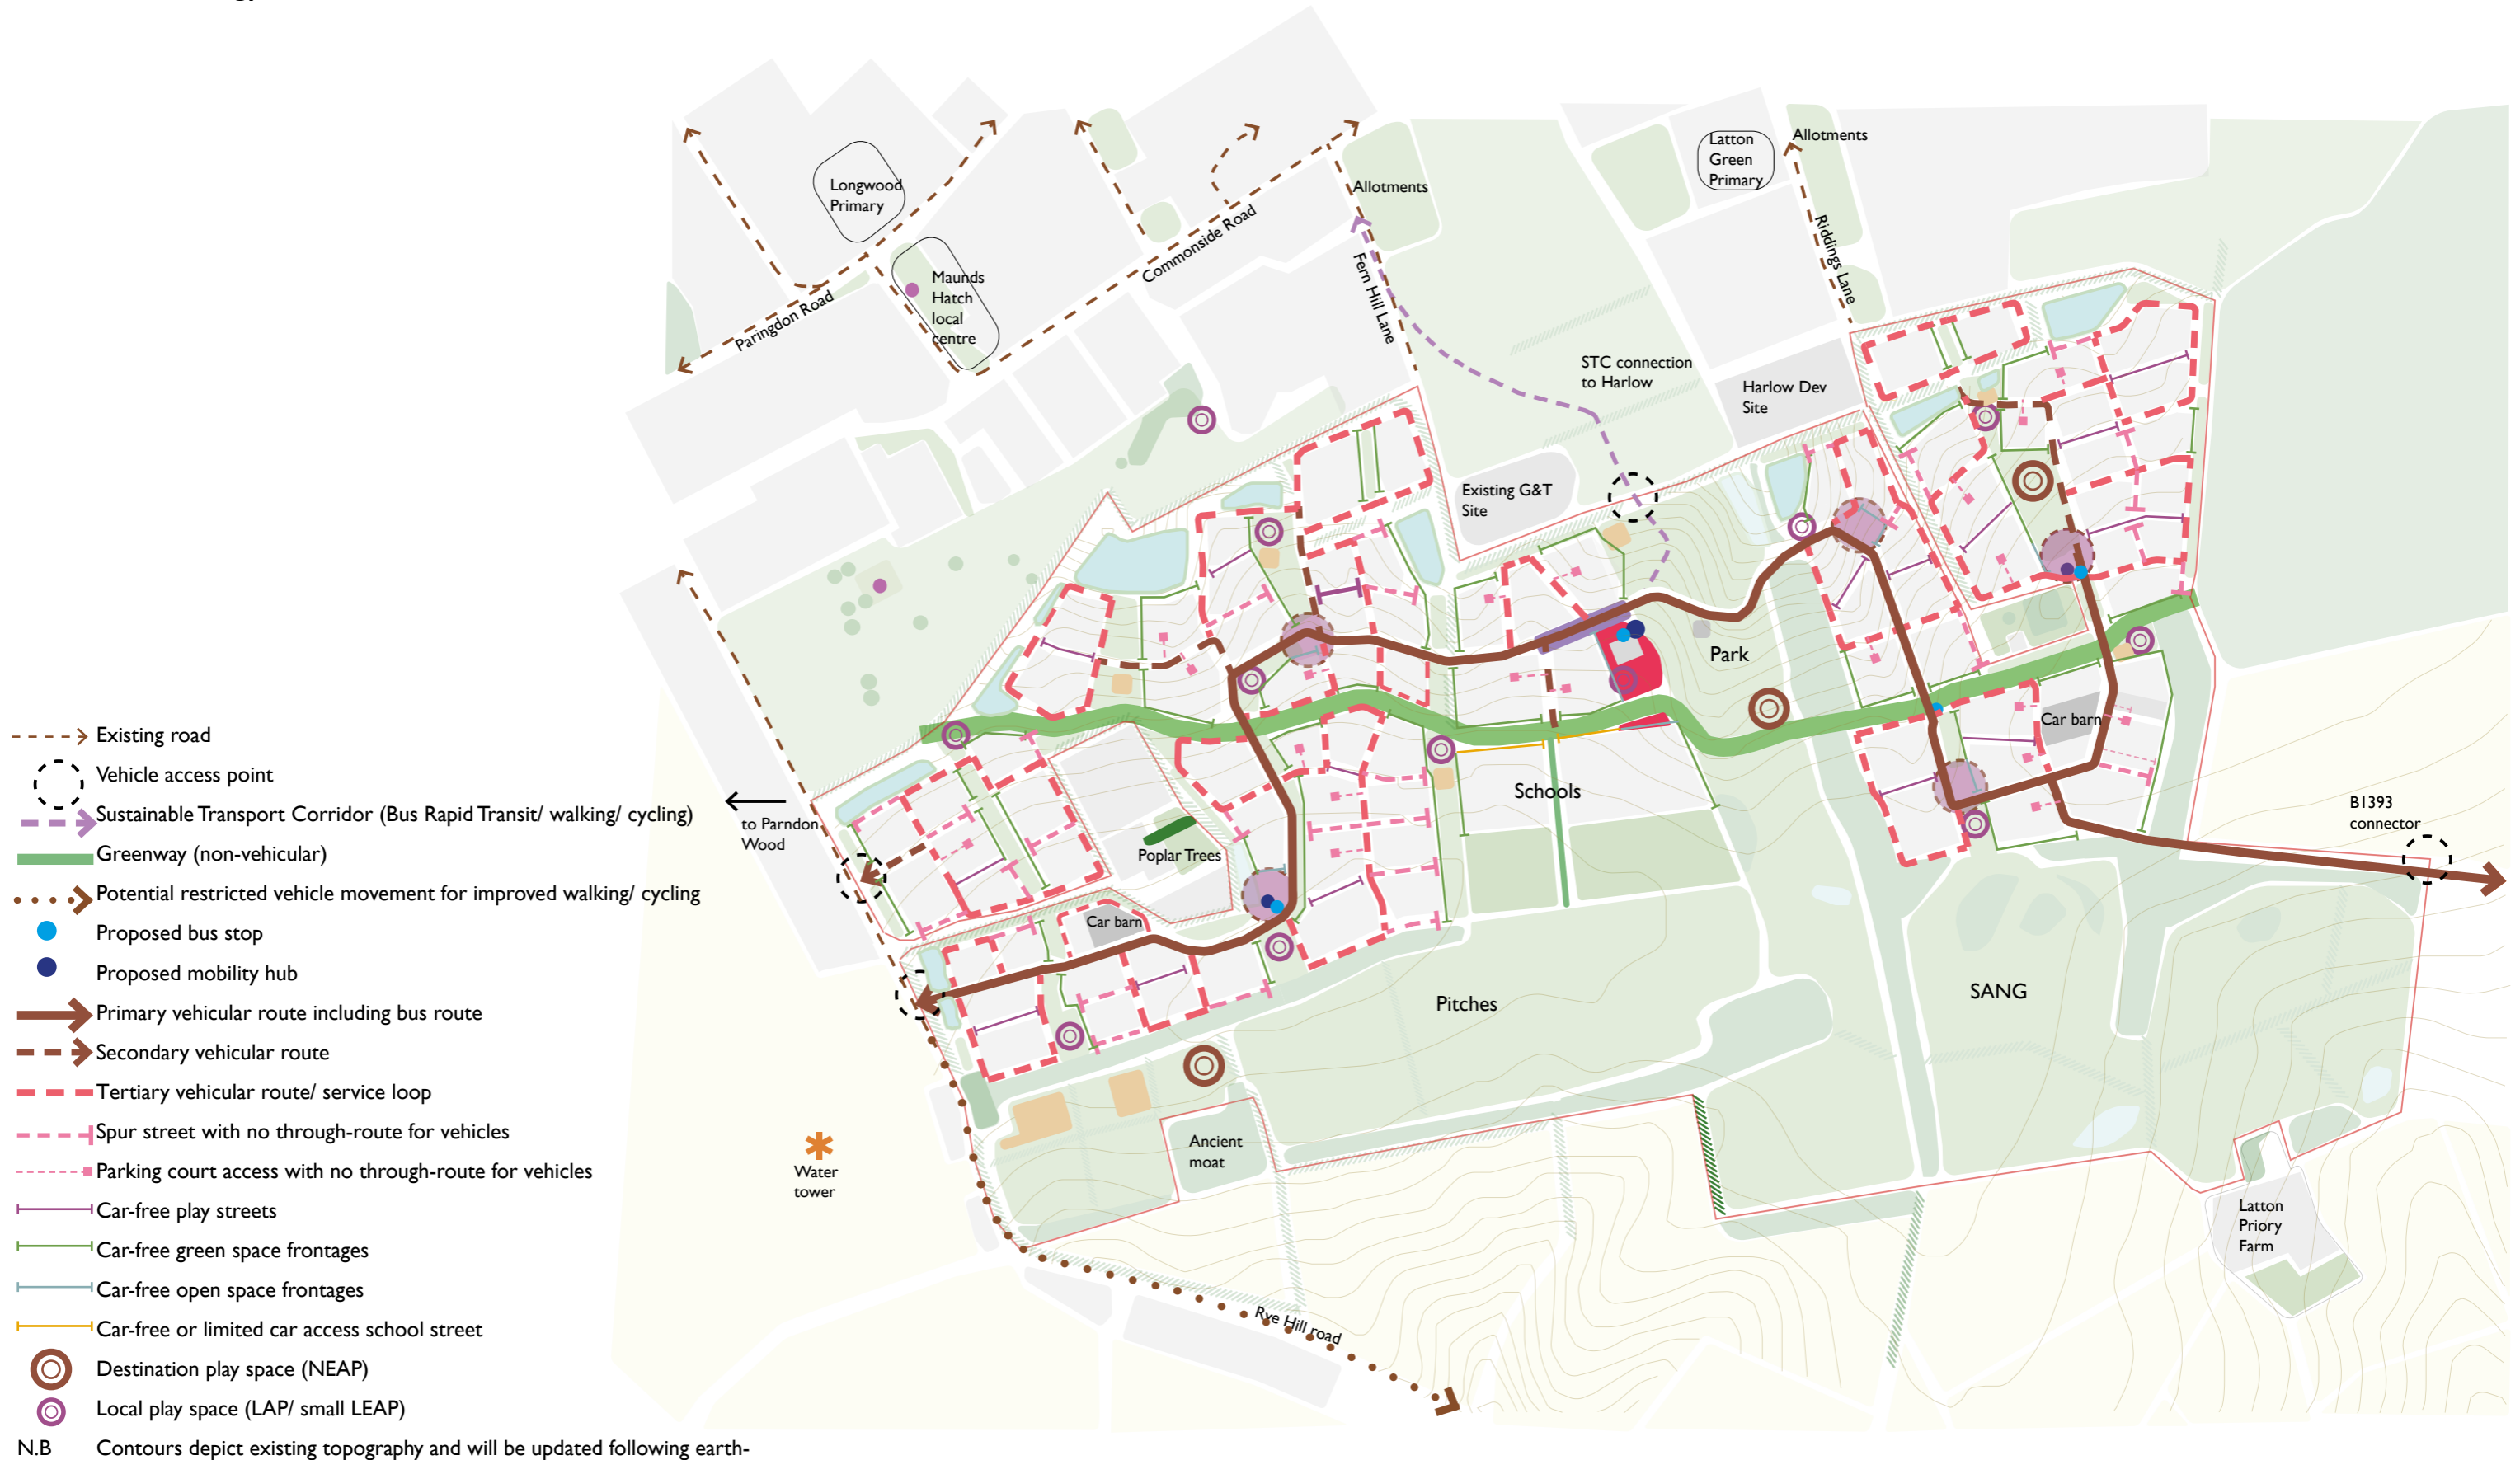 Longwood
Primary
Maunds
Hatch
local
centre
Paringdon Road
Commonside Road
Allotments
Fern Hill Lane
Latton
Green
Primary
Allotments
Riddings Lane
STC connection
to Harlow
Harlow Dev
Site
Existing G&T
Site
Park
Schools
Car barn
B1393
connector
to Parndon
Wood
Poplar Trees
Car barn
Pitches
SANG
Ancient
moat
Water
tower
Latton
Priory
Farm
Rye Hill road
Existing road
Vehicle access point
Sustainable Transport Corridor (Bus Rapid Transit/ walking/ cycling)
Greenway (non-vehicular)
Potential restricted vehicle movement for improved walking/ cycling
Proposed bus stop
Proposed mobility hub
Primary vehicular route including bus route
Secondary vehicular route
Tertiary vehicular route/ service loop
Spur street with no through-route for vehicles
Parking court access with no through-route for vehicles
Car-free play streets
Car-free green space frontages
Car-free open space frontages
Car-free or limited car access school street
Destination play space (NEAP)
Local play space (LAP/ small LEAP)
N.B Contours depict existing topography and will be updated following earth-